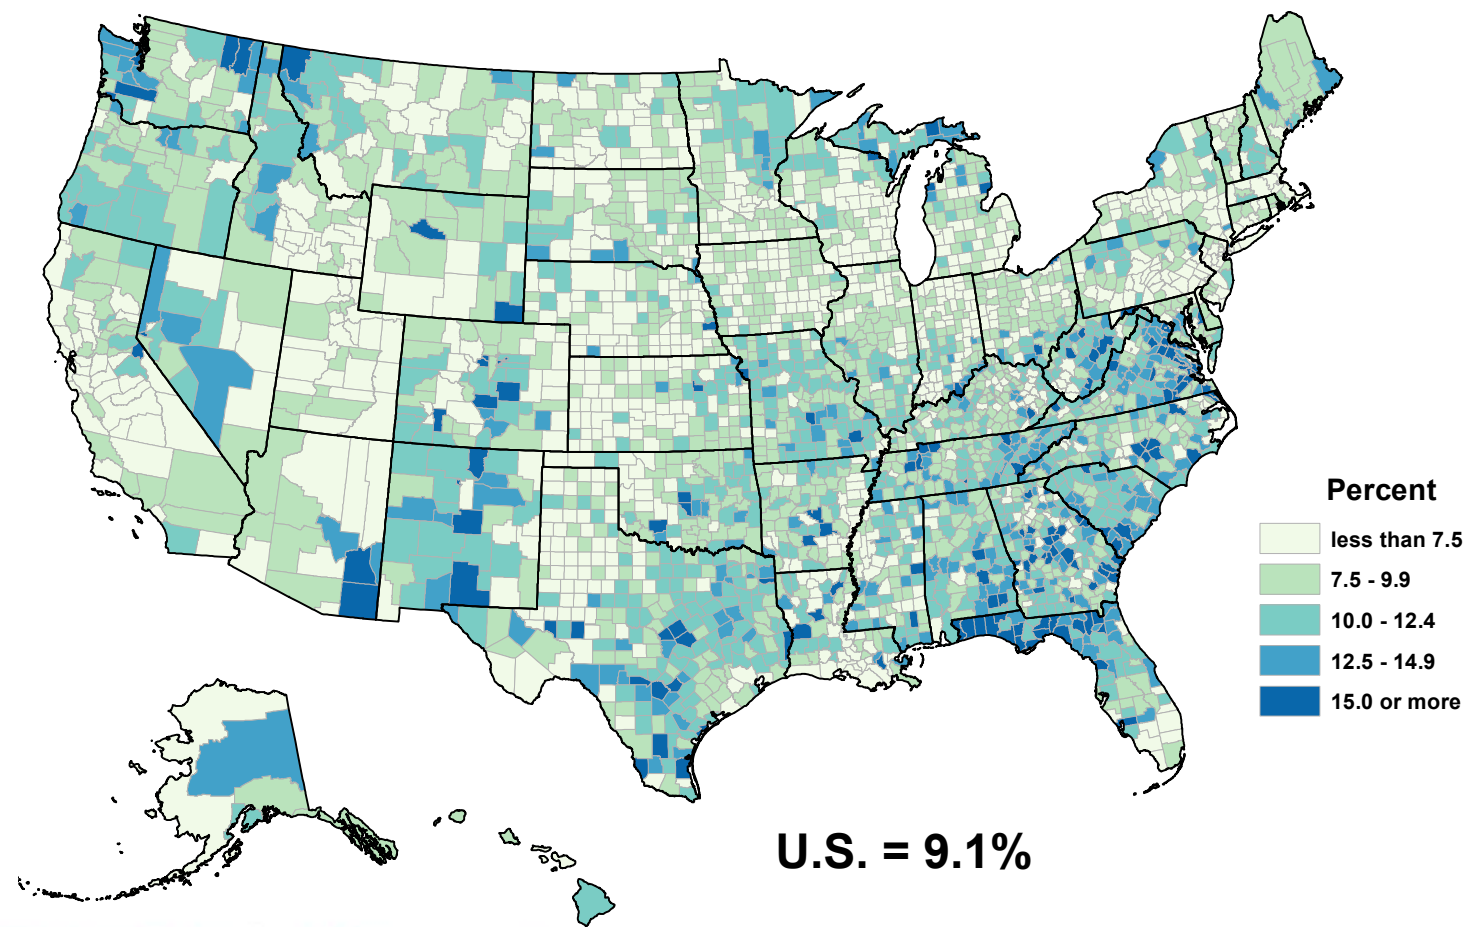 Percent
less than 7.5
7.5 - 9.9
10.0 - 12.4
12.5 - 14.9
15.0 or more
U.S. = 9.1%